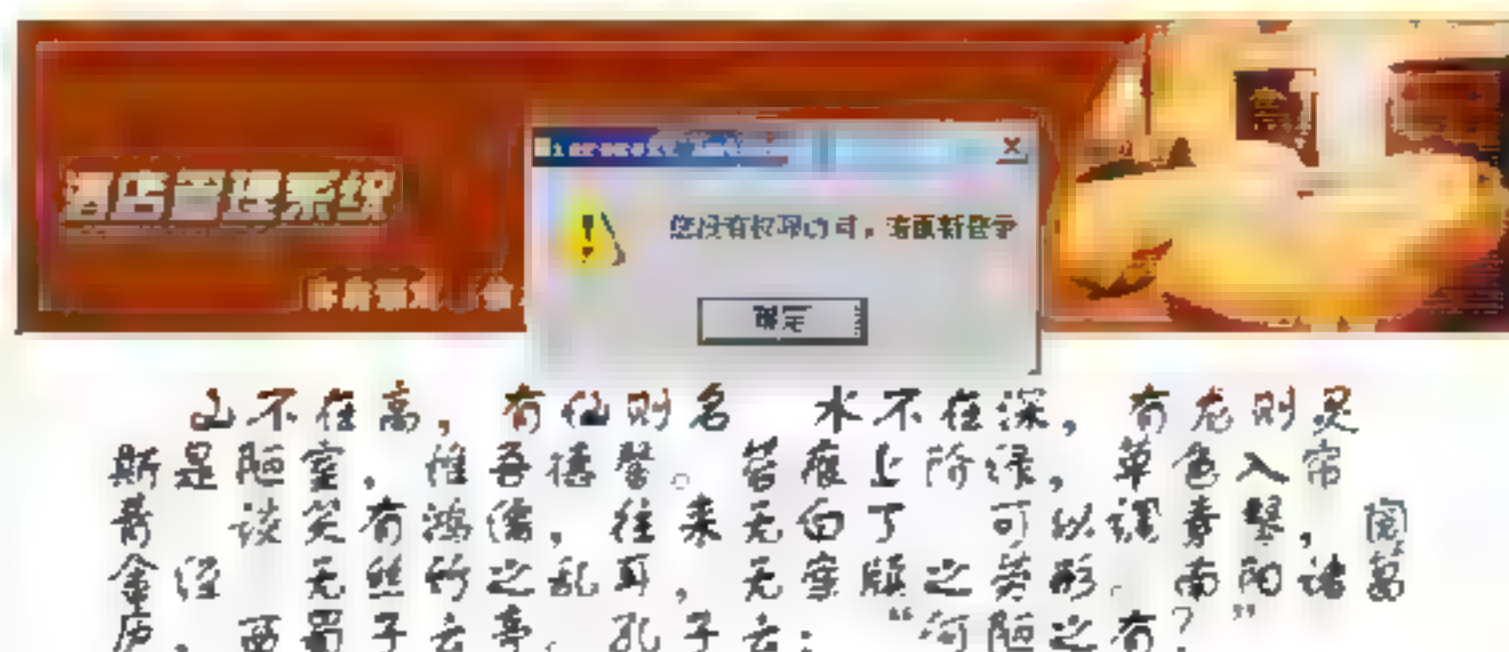 酒店管理系统
Microsoft
您没有权限访问，请重新登录
确定
山不在高，有仙则名 水不在深，有龙则灵
斯是陋室，惟吾德馨。苔痕上阶绿，草色入帘
青 谈笑有鸿儒，往来无白丁 可以调素琴，阅
金经 无丝竹之乱耳，无案牍之劳形。南阳诸葛
庐，西蜀子云亭。孔子云：“何陋之有？”